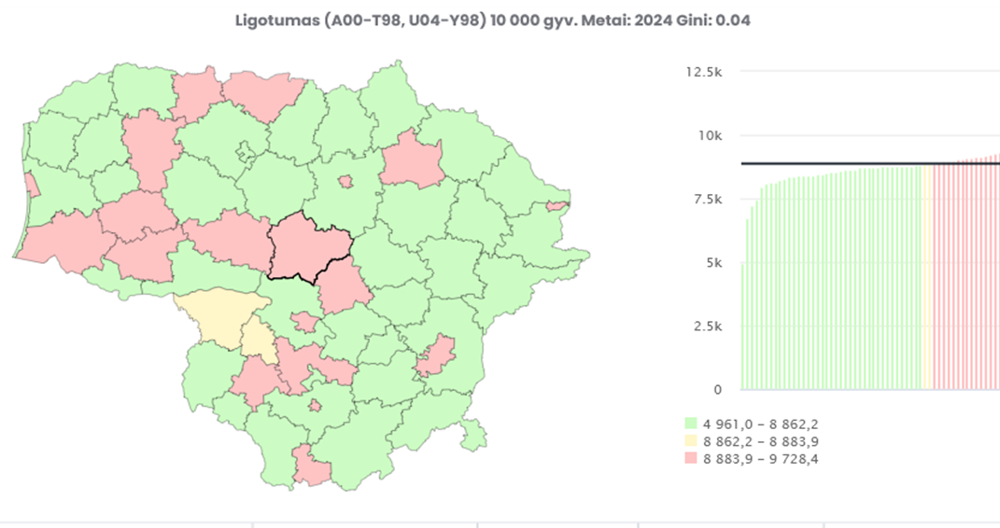 Ligotumas (A00-T98, U04-Y98) 10 000 gyv. Metai: 2024 Gini: 0.04
12.5k
10k
7.5k
5k
2.5k
0
4 961,0 – 8 862,2
8 862,2 – 8 883,9
8 883,9 – 9 728,4